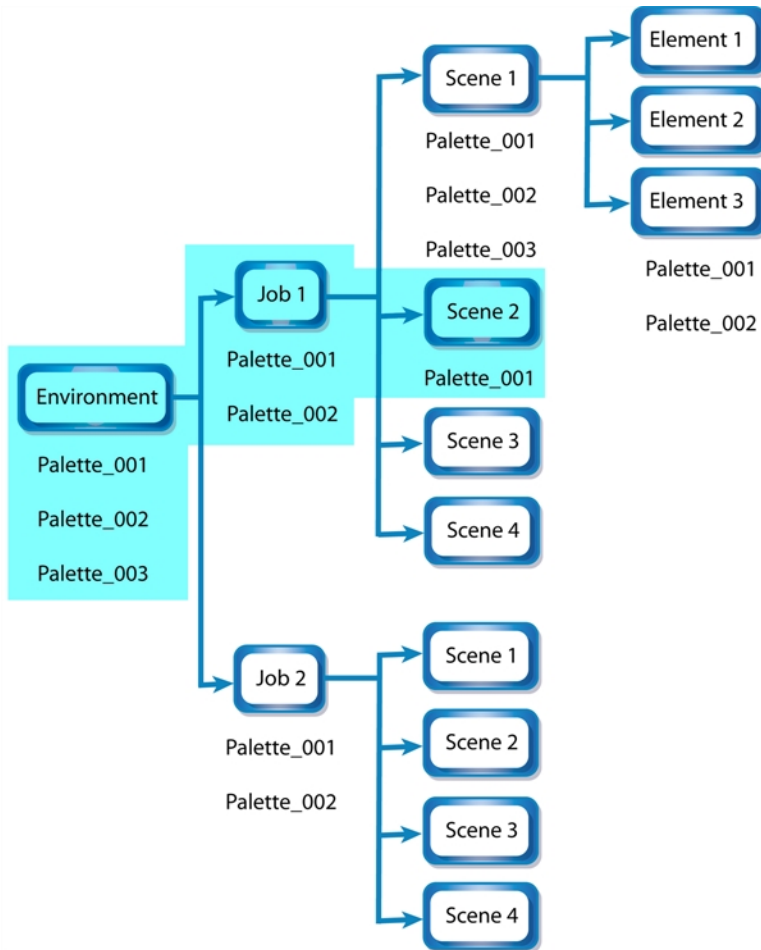 Environment
Palette_001
Palette_002
Palette_003
Job 1
Palette_001
Palette_002
Scene 1
Palette_001
Palette_002
Palette_003
Element 1
Element 2
Element 3
Palette_001
Palette_002
Scene 2
Palette_001
Scene 3
Scene 4
Job 2
Palette_001
Palette_002
Scene 1
Scene 2
Scene 3
Scene 4